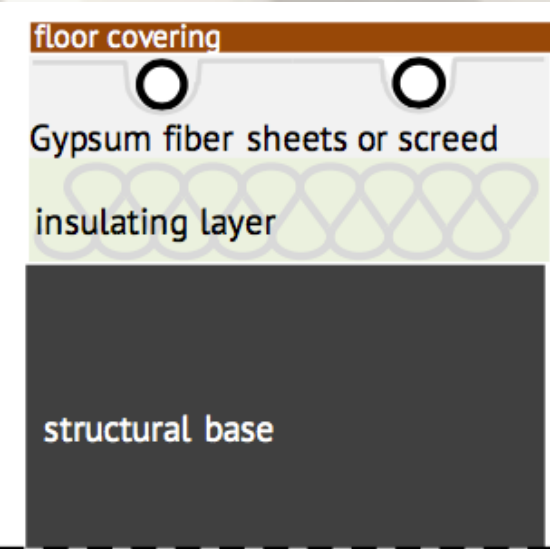 floor covering
Gypsum fiber sheets or screed
insulating layer
structural base